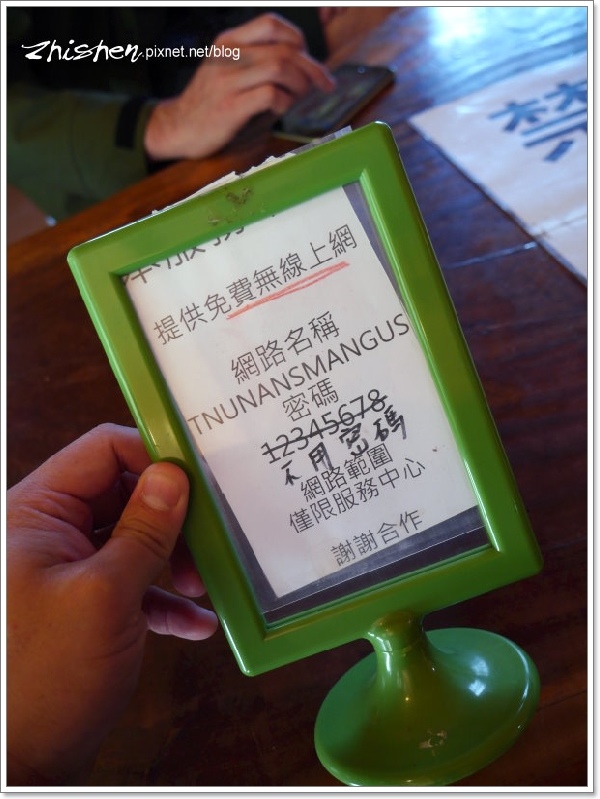 zhishen.pixnet.net/blog
禁
提供免費無線上網
網路名稱
TNUNANSMANGUS
密碼
12345678
不用密碼
網路範圍
僅限服務中心
謝謝合作